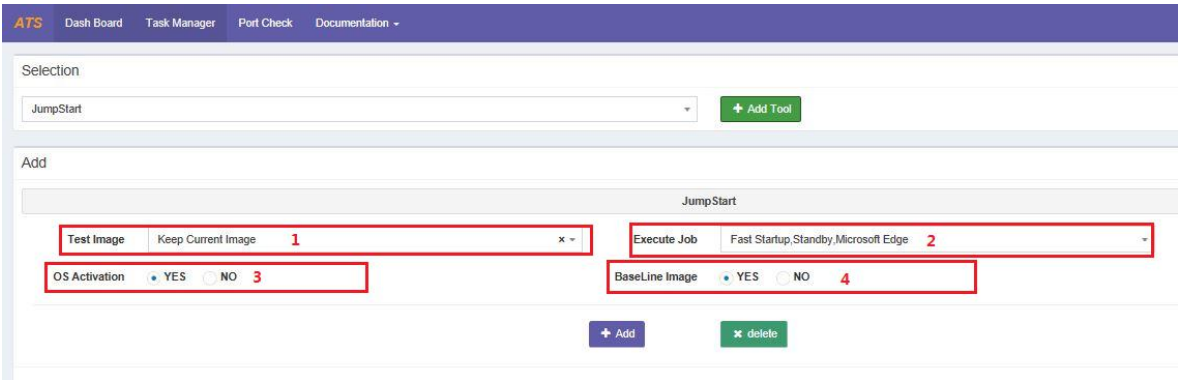 ATS Dash Board Task Manager Port Check Documentation
Selection
JumpStart + Add Tool
Add
JumpStart
Test Image Keep Current Image 1 x Execute Job Fast Startup,Standby,Microsoft Edge 2
OS Activation YES NO 3 BaseLine Image YES NO 4
+ Add x delete